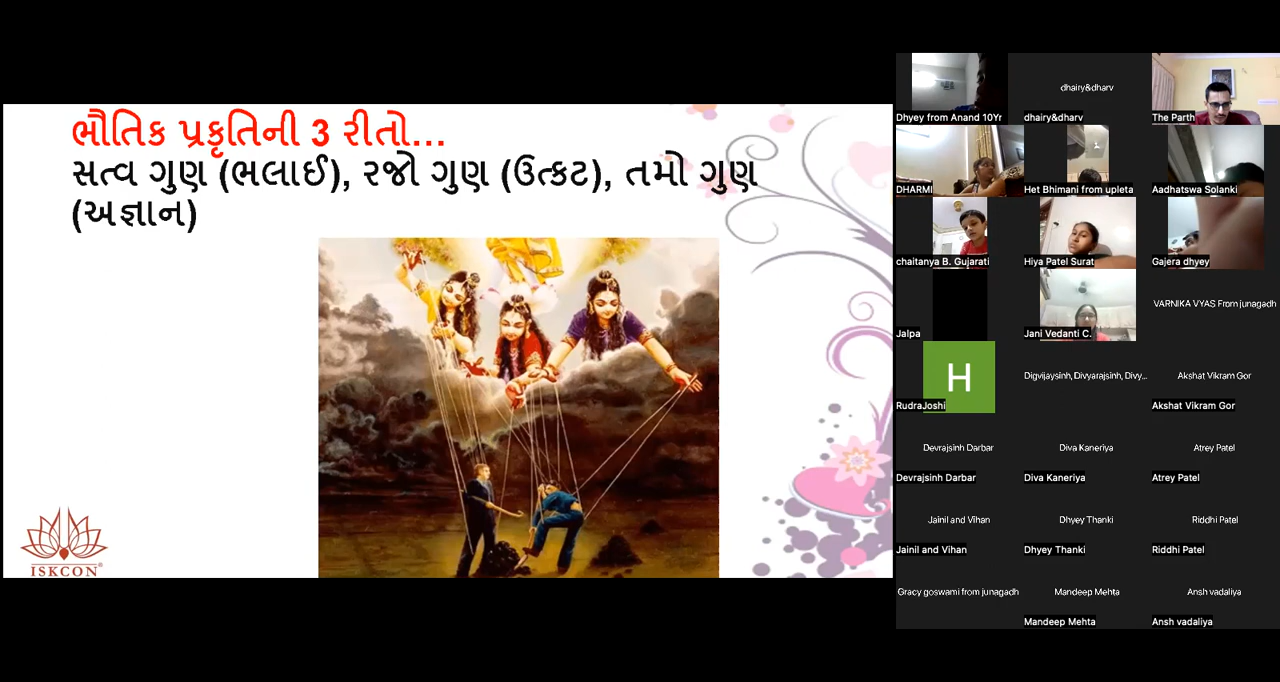 ભૌતિક પ્રકૃતિની 3 રીતો...
સત્વ ગુણ (ભલાઈ), રજો ગુણ (ઉત્કટ), તમો ગુણ
(અજ્ઞાન)
ISKCON®
Dhyey from Anand 10Yr
dhairy&dharv
dhairy&dharv
The Parth
DHARMI
Het Bhimani from upleta
Aadhatswa Solanki
chaitanya B. Gujarati
Hiya Patel Surat
Gajera dhyey
Jalpa
Jani Vedanti C.
VARNIKA VYAS From junagadh
H
RudraJoshi
Digvijaysinh, Divyarajsinh, Divy...
Akshat Vikram Gor
Akshat Vikram Gor
Devrajsinh Darbar
Devrajsinh Darbar
Diva Kaneriya
Diva Kaneriya
Atrey Patel
Atrey Patel
Jainil and Vihan
Jainil and Vihan
Dhyey Thanki
Dhyey Thanki
Riddhi Patel
Riddhi Patel
Gracy goswami from junagadh
Mandeep Mehta
Mandeep Mehta
Ansh vadaliya
Ansh vadaliya